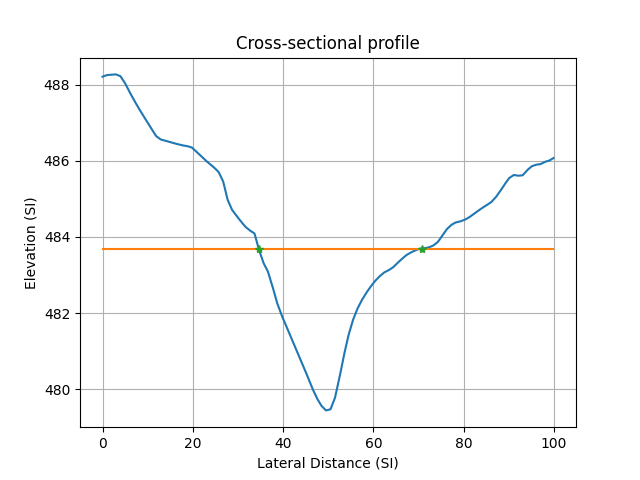 Cross-sectional profile
488
486
484
482
480
Elevation (SI)
0 20 40 60 80 100
Lateral Distance (SI)